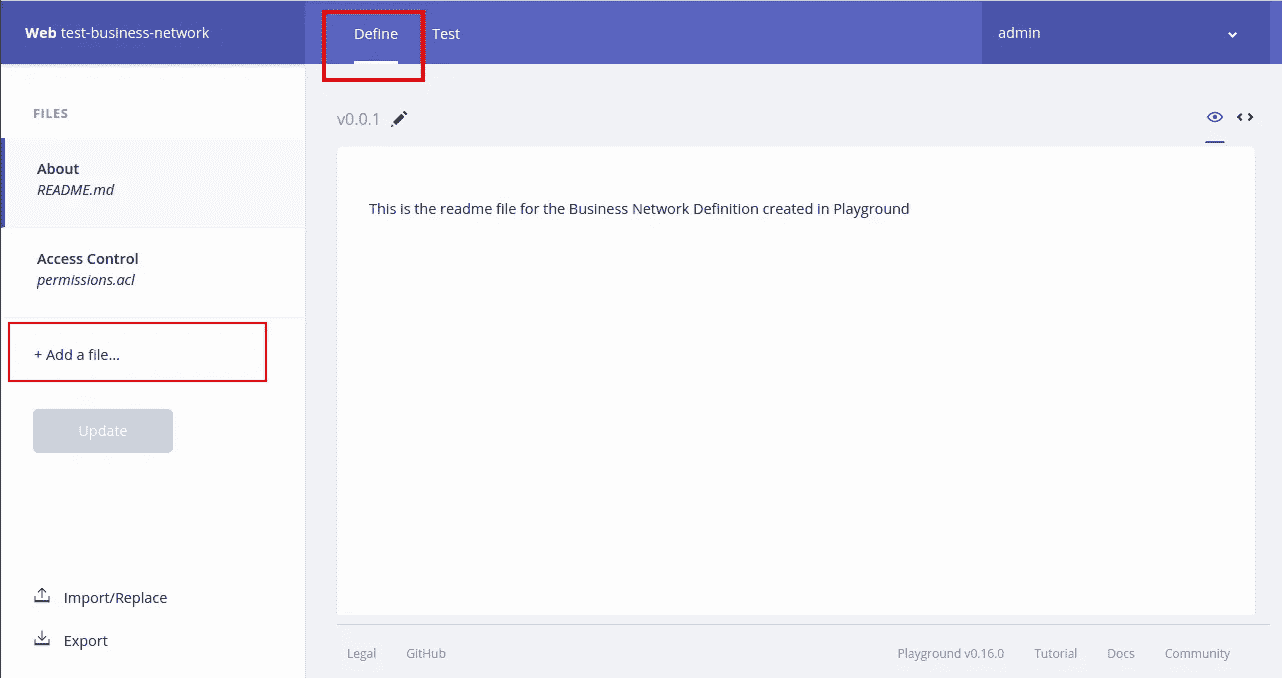 Web test-business-network
Define
Test
admin
FILES
About
README.md
Access Control
permissions.acl
+ Add a file...
Update
Import/Replace
Export
v0.0.1
This is the readme file for the Business Network Definition created in Playground
Legal
GitHub
Playground v0.16.0
Tutorial
Docs
Community